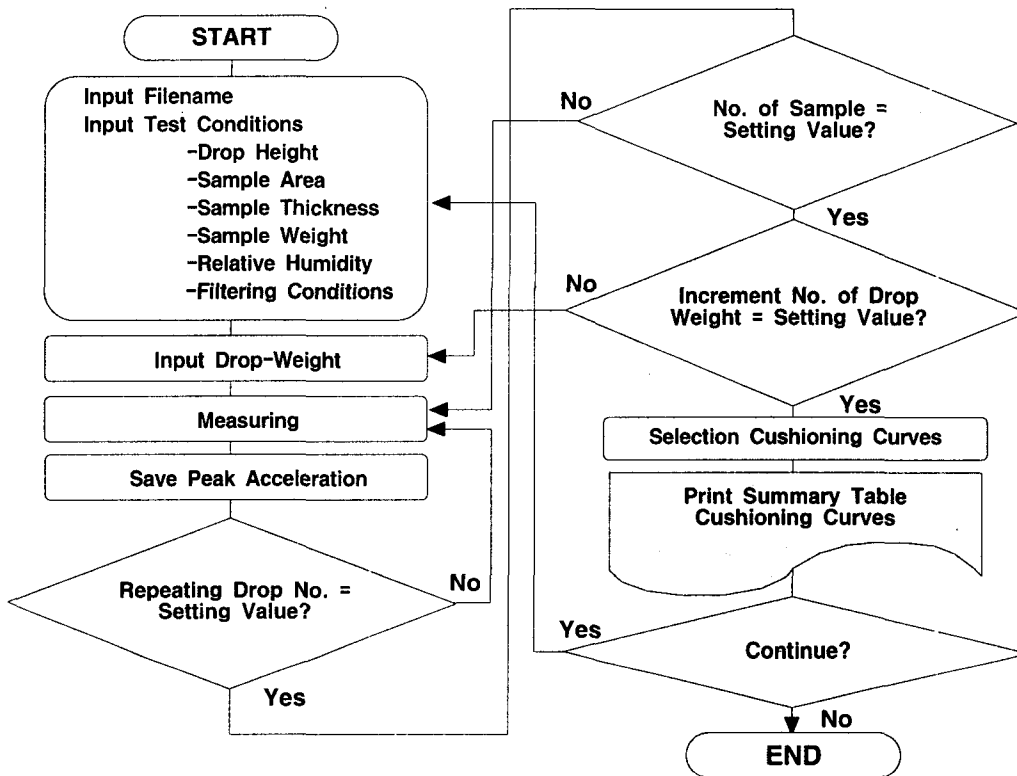 START
Input Filename
Input Test Conditions
-Drop Height
-Sample Area
-Sample Thickness
-Sample Weight
-Relative Humidity
-Filtering Conditions
Input Drop-Weight
Measuring
Save Peak Acceleration
Repeating Drop No. =
Setting Value?
No
Yes
No. of Sample =
Setting Value?
No
Yes
Increment No. of Drop
Weight = Setting Value?
No
Yes
Selection Cushioning Curves
Print Summary Table
Cushioning Curves
Continue?
Yes
No
END